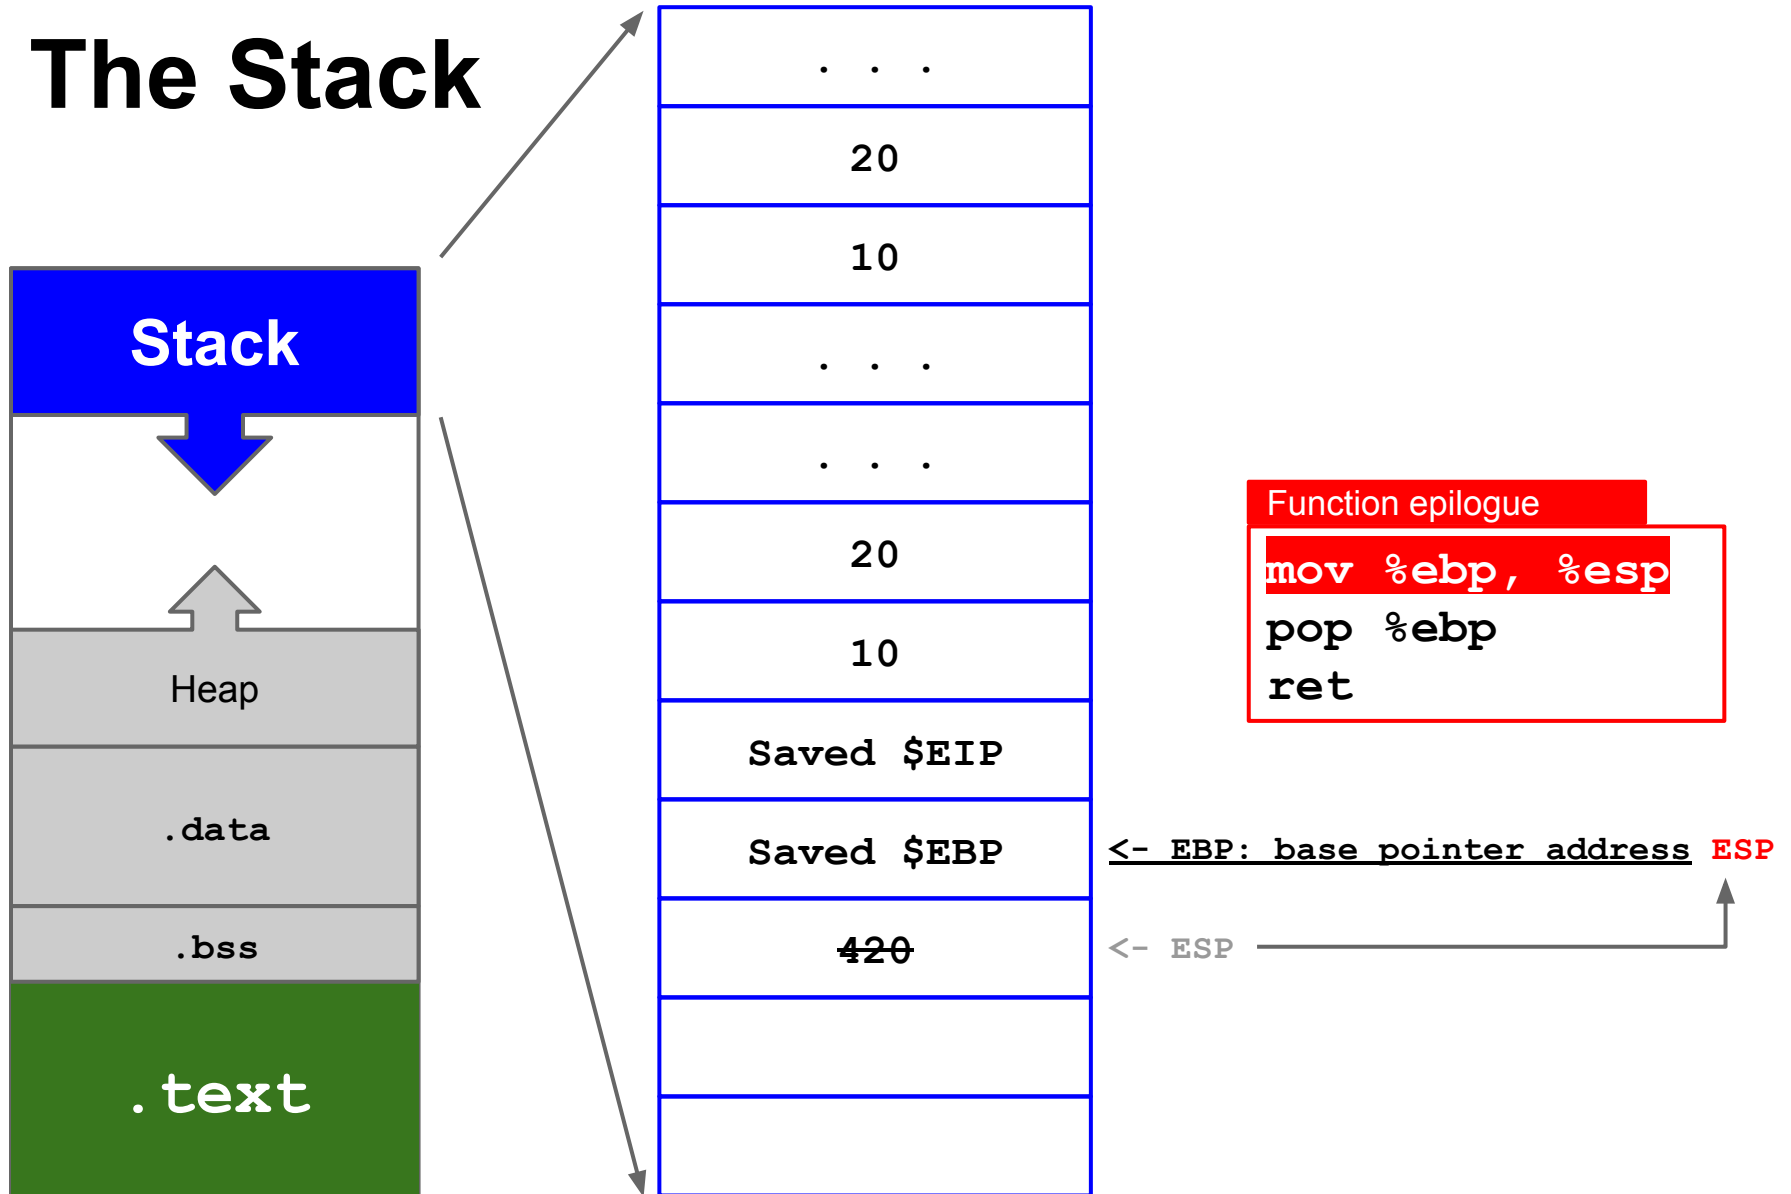 The Stack
Stack
Heap
.data
.bss
.text
. . .
20
10
. . .
. . .
20
10
Saved $EIP
Saved $EBP
420
<- EBP: base pointer address ESP
<- ESP
Function epilogue
mov %ebp, %esp
pop %ebp
ret